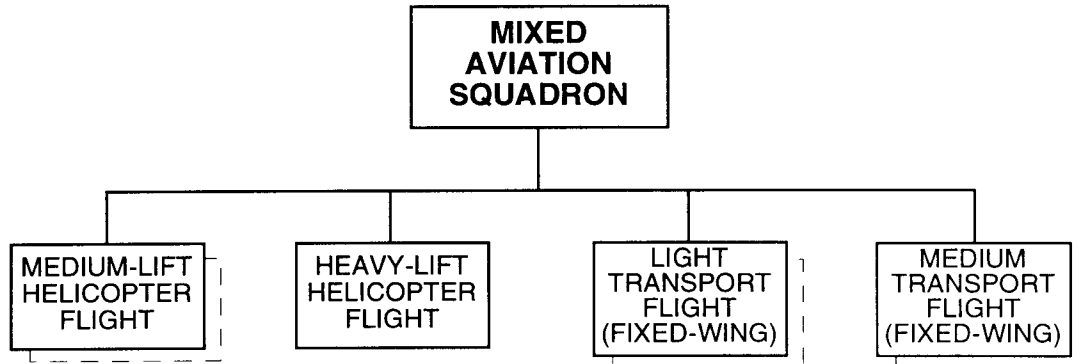 MIXED
AVIATION
SQUADRON
MEDIUM-LIFT
HELICOPTER
FLIGHT
HEAVY-LIFT
HELICOPTER
FLIGHT
LIGHT
TRANSPORT
FLIGHT
(FIXED-WING)
MEDIUM
TRANSPORT
FLIGHT
(FIXED-WING)